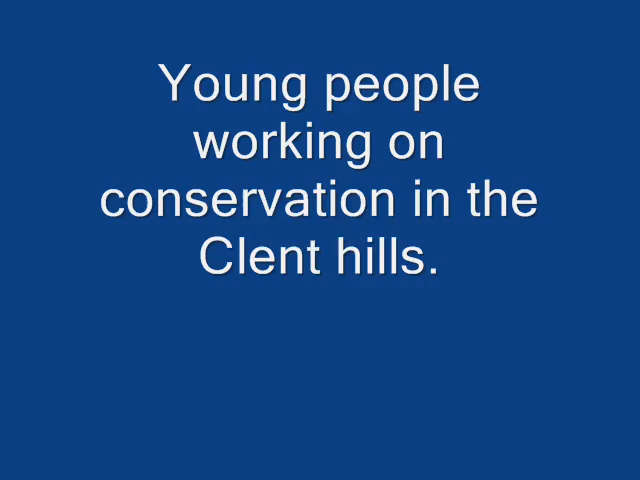 Young people
working on
conservation in the
Clent hills.